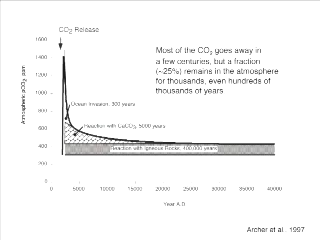 CO2 Release
Most of the CO2 goes away in
a few centuries, but a fraction
(~25%) remains in the atmosphere
for thousands, even hundreds of
thousands of years
Atmospheric pCO2, ppm
1600
1400
1200
1000
800
600
400
200
0
Ocean Invasion, 300 years
Reaction with CaCO3, 5000 years
Reaction with Igneous Rocks, 400,000 years
0 5000 10000 15000 20000 25000 30000 35000 40000
Year A.D.
Archer et al. 1997